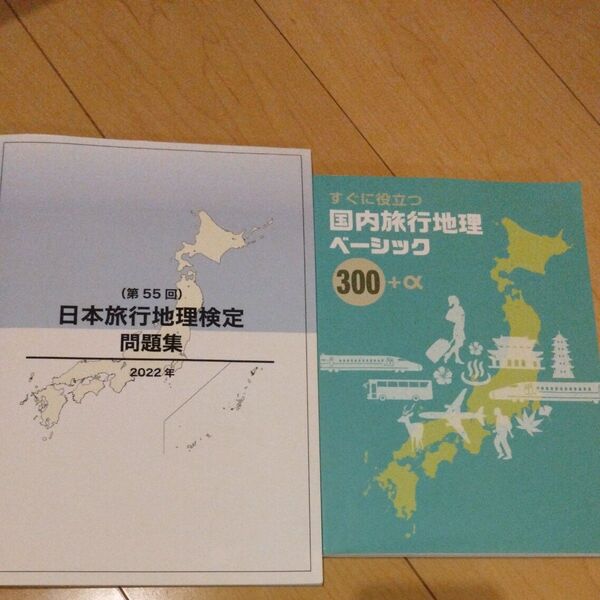 (第55回)
日本旅行地理検定
問題集
2022年
すぐに役立つ
国内旅行地理
ベーシック
300+α